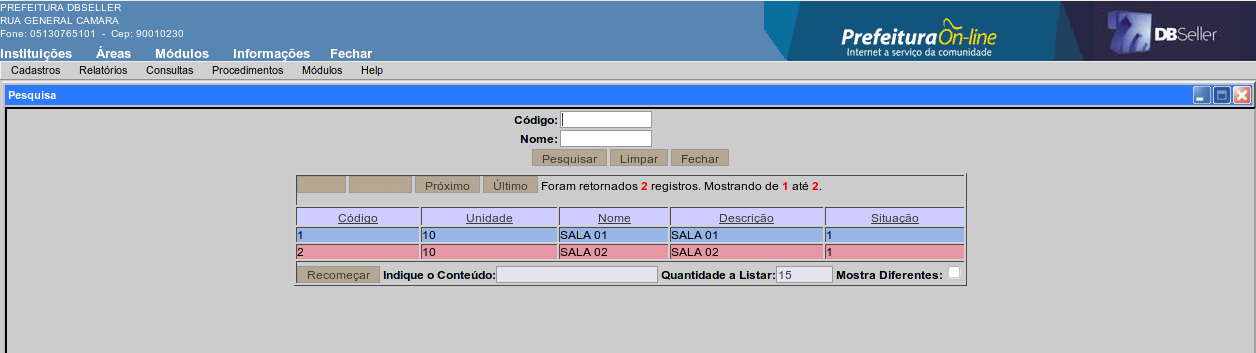 PREFEITURA DBSELLER
RUA GENERAL CAMARA
Fone: 05130765101 - Cep: 90010230
PrefeituraOn-line
Internet a serviço da comunidade
DBSeller
Instituições Áreas Módulos Informações Fechar
Cadastros Relatórios Consultas Procedimentos Módulos Help
Pesquisa
Código:
Nome:
Pesquisar Limpar Fechar
Próximo Último Foram retornados 2 registros. Mostrando de 1 até 2.
Código Unidade Nome Descrição Situação
1 10 SALA 01 SALA 01 1
2 10 SALA 02 SALA 02 1
Recomeçar Indique o Conteúdo: Quantidade a Listar: 15 Mostra Diferentes: